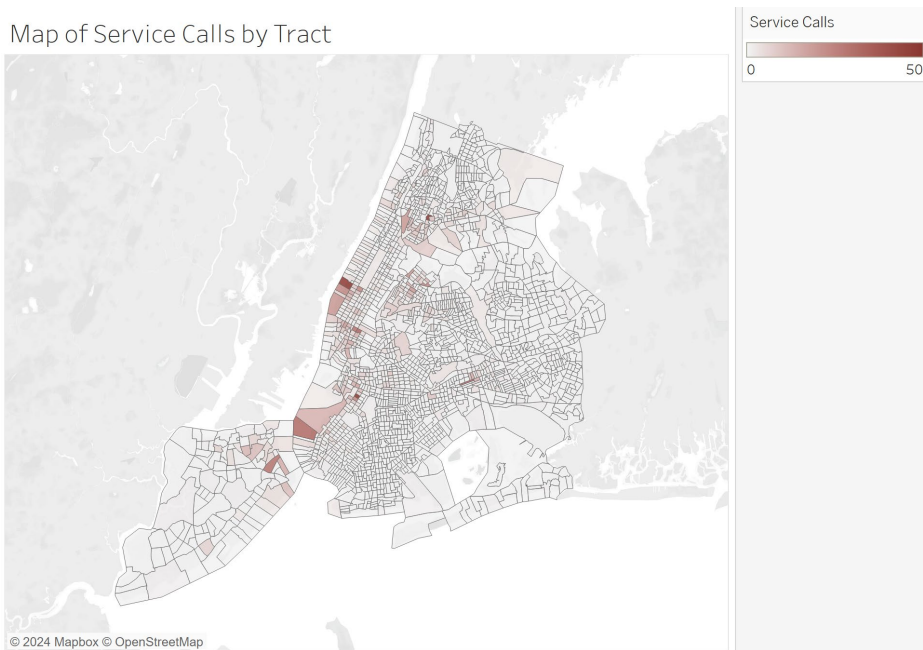 Map of Service Calls by Tract
Service Calls
0
50
© 2024 Mapbox © OpenStreetMap